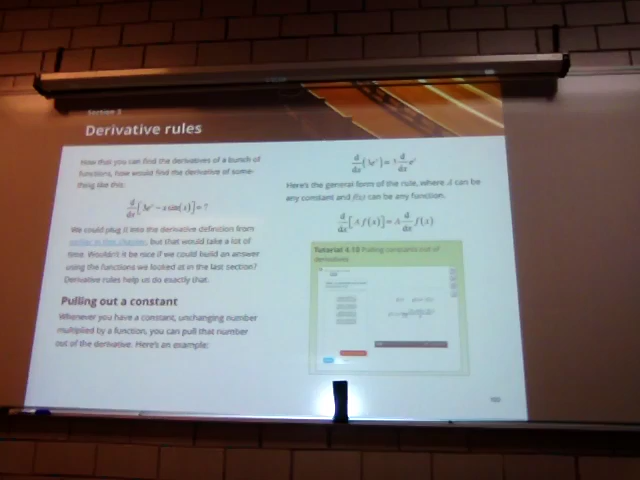 Section 3
Derivative rules
Now that you can find the derivatives of a bunch of
functions, how would find the derivative of some-
thing like this:
d/dx[3eˣ − x sin(x)] = ?
We could plug it into the derivative definition from
earlier in this chapter, but that would take a lot of
time. Wouldn't it be nice if we could build an answer
using the functions we looked at in the last section?
Derivative rules help us do exactly that.
Pulling out a constant
Whenever you have a constant, unchanging number
multiplied by a function, you can pull that number
out of the derivative. Here's an example:
d/dx(3eˣ) = 3 d/dx eˣ
Here's the general form of the rule, where A can be
any constant and f(x) can be any function.
d/dx[A f(x)] = A d/dx f(x)
Tutorial 4.10 Pulling constants out of
derivatives